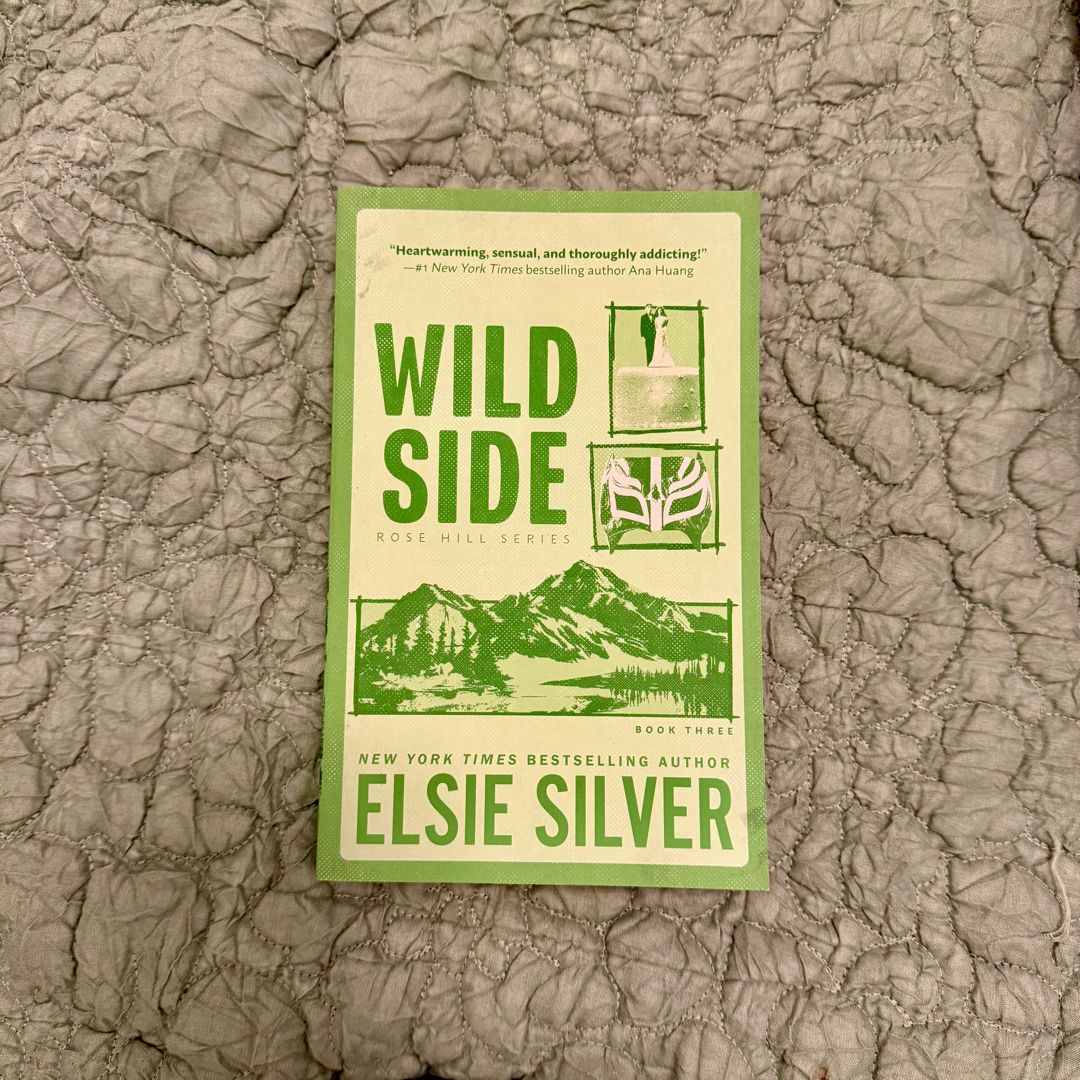 “Heartwarming, sensual, and thoroughly addicting!”
—#1 New York Times bestselling author Ana Huang
WILD
SIDE
ROSE HILL SERIES
BOOK THREE
NEW YORK TIMES BESTSELLING AUTHOR
ELSIE SILVER